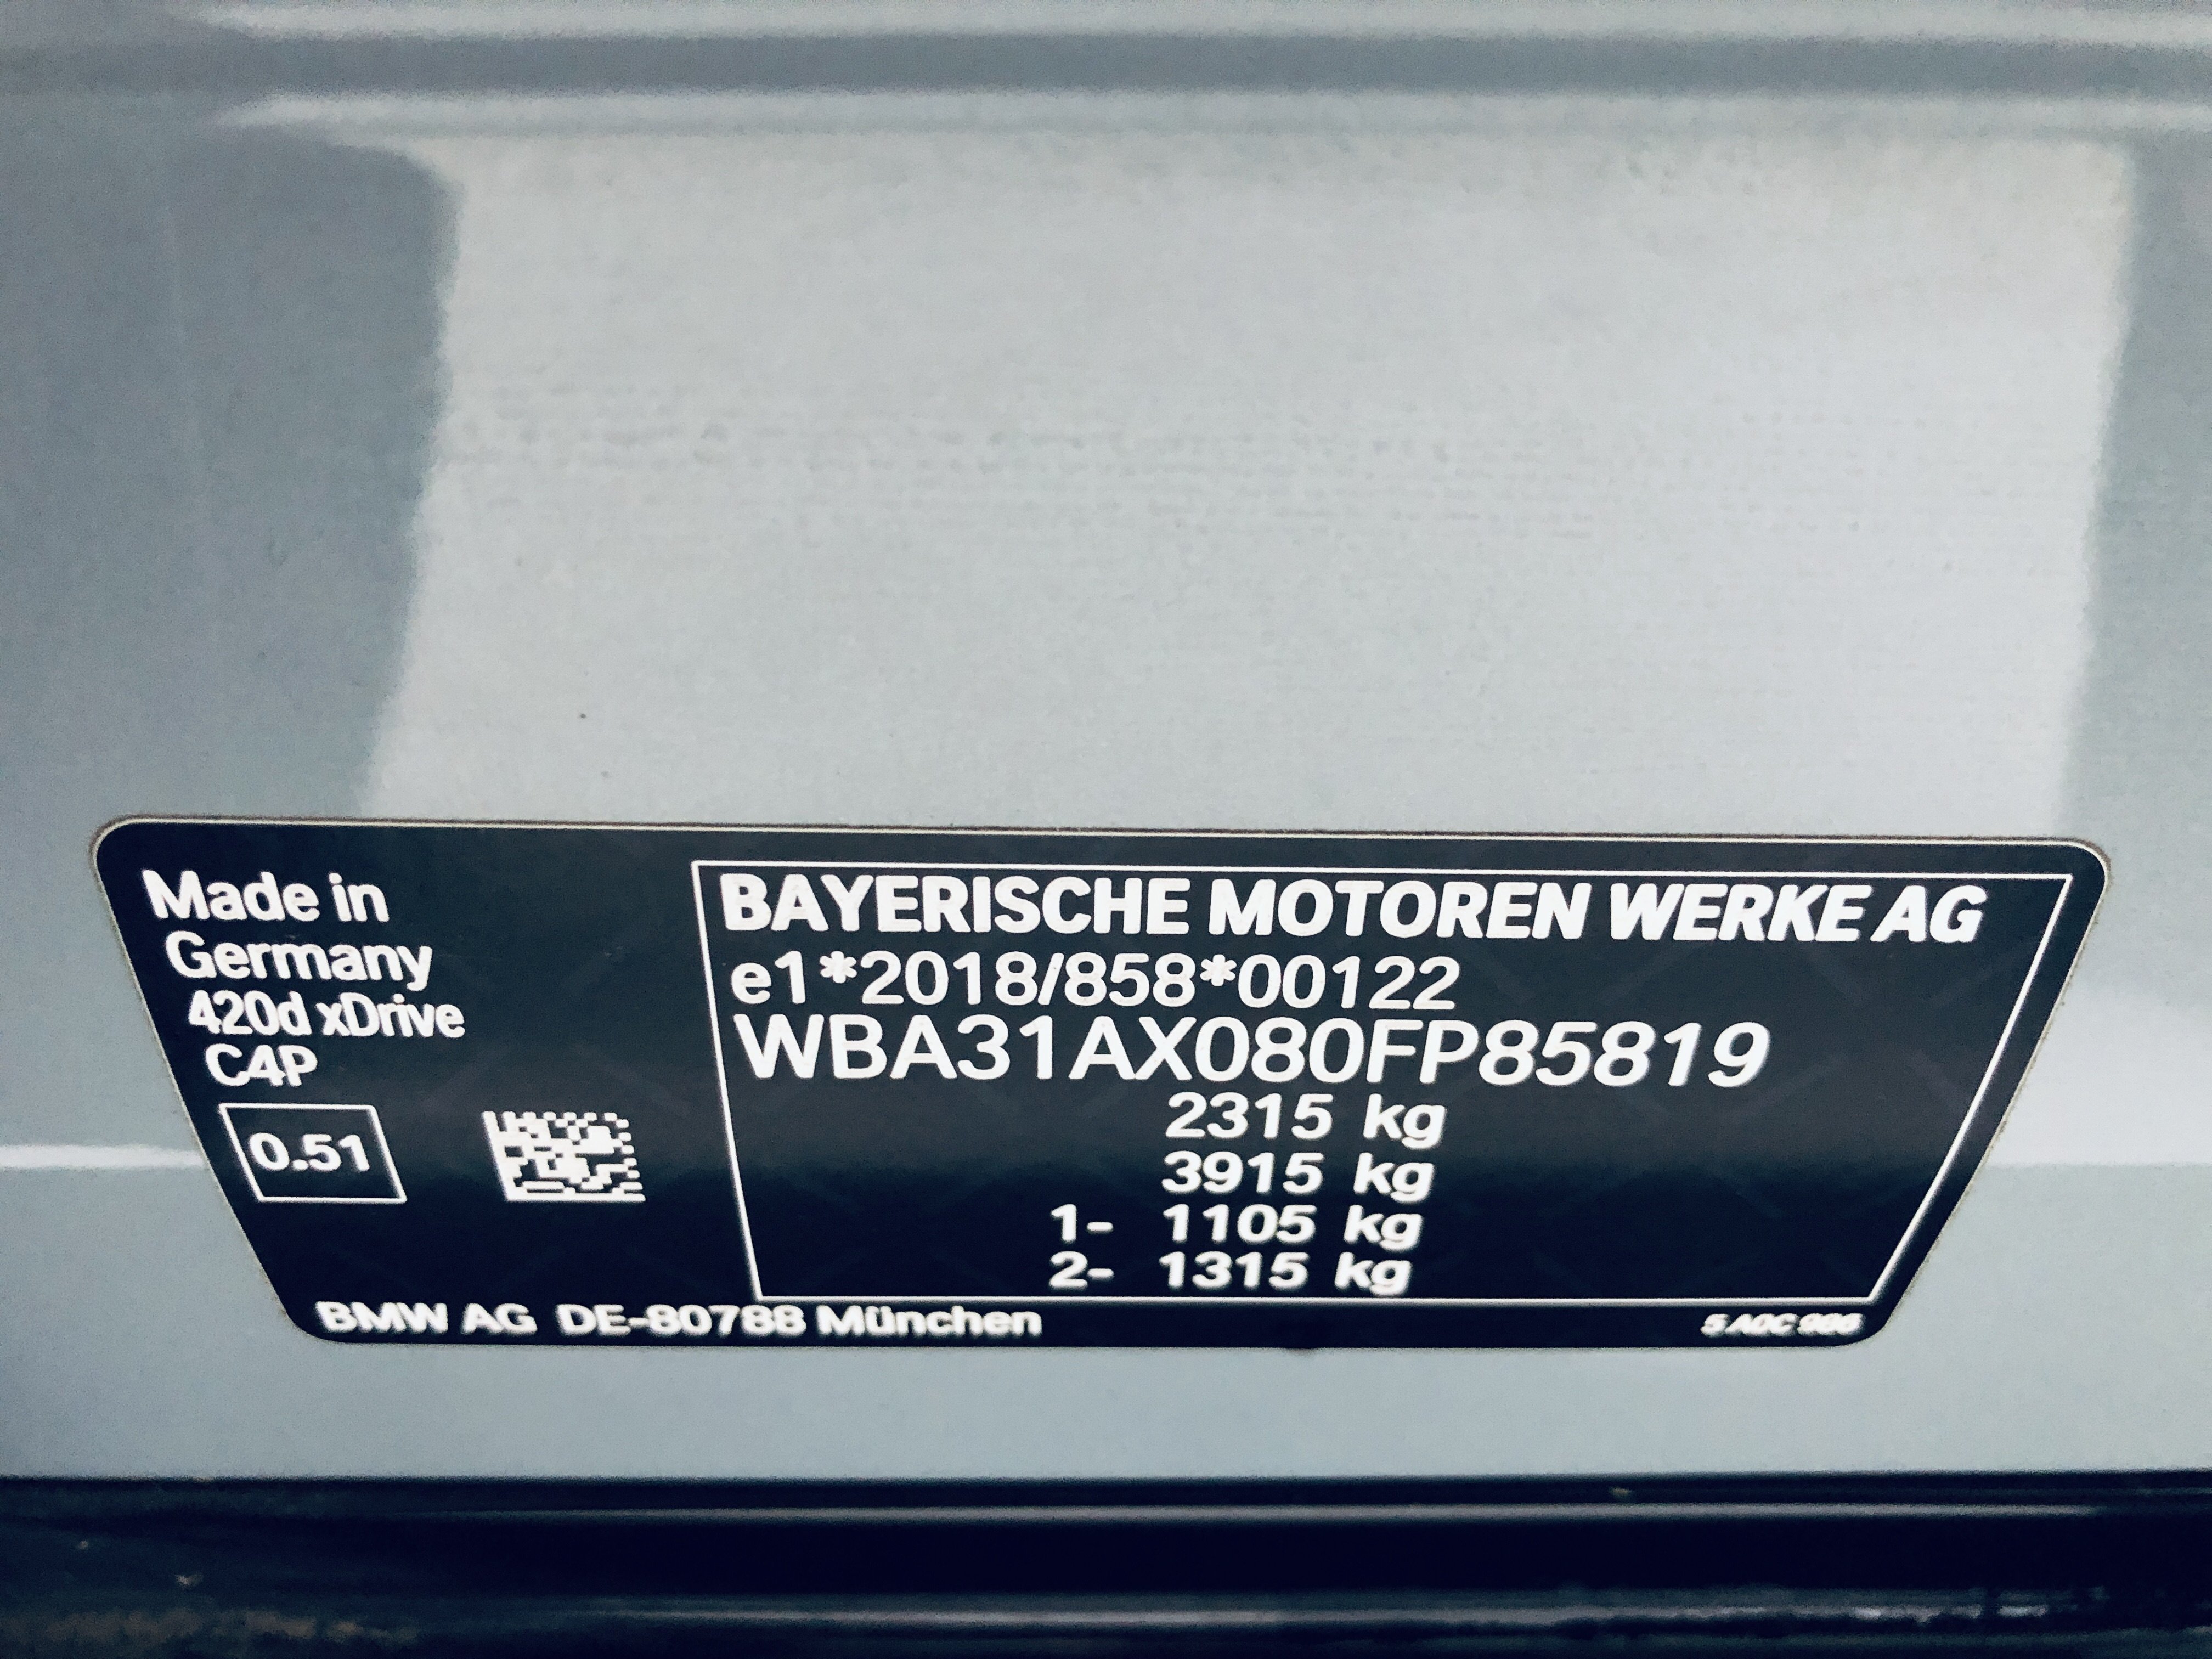 Made in
Germany
420d xDrive
C4P
0.51
BAYERISCHE MOTOREN WERKE AG
e1*2018/858*00122
WBA31AX080FP85819
2315 kg
3915 kg
1- 1105 kg
2- 1315 kg
BMW AG DE-80788 München